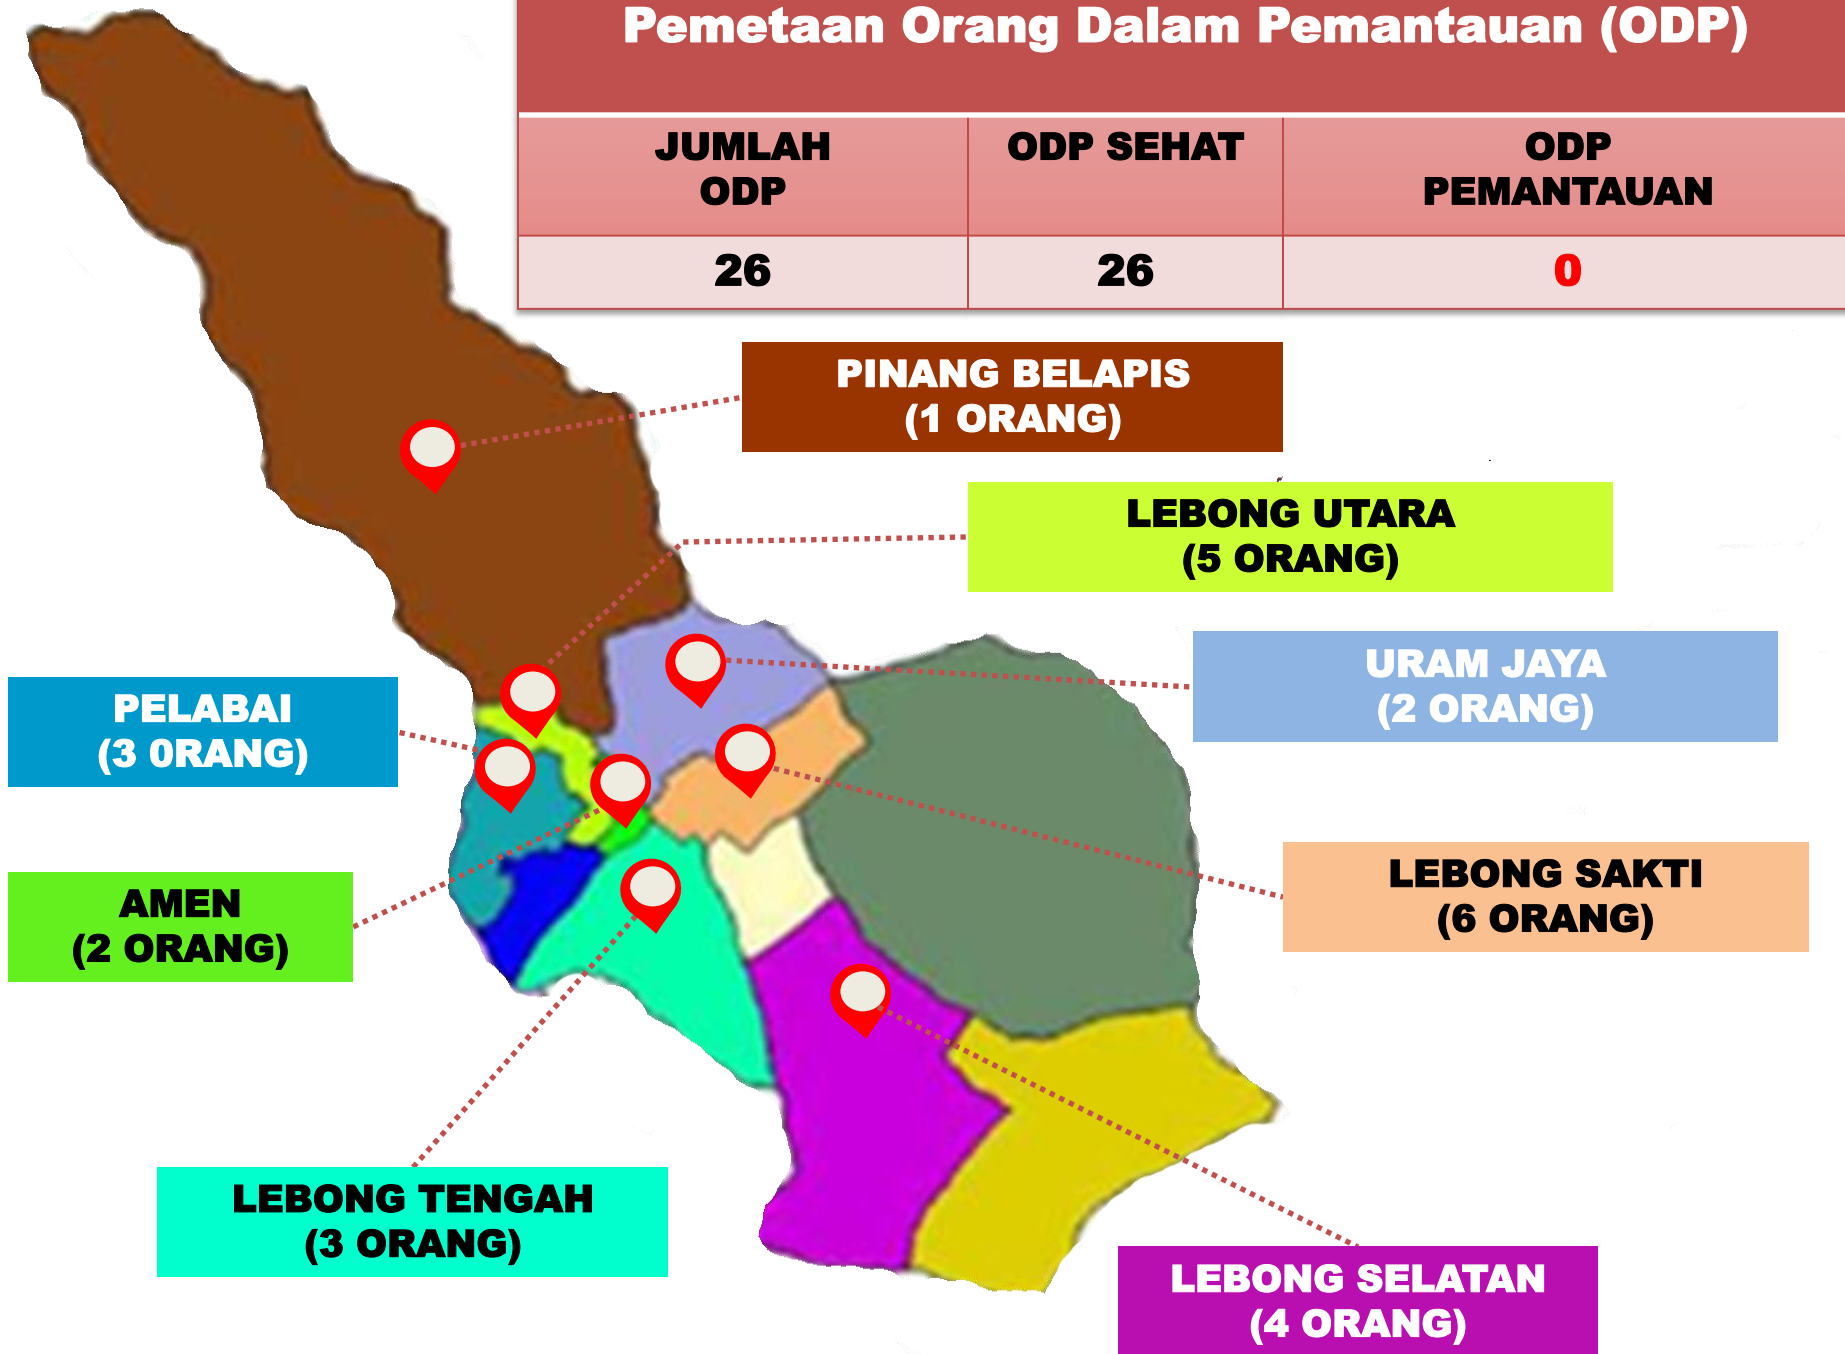 Pemetaan Orang Dalam Pemantauan (ODP)
JUMLAH
ODP
ODP SEHAT
ODP
PEMANTAUAN
26
26
0
PINANG BELAPIS
(1 ORANG)
LEBONG UTARA
(5 ORANG)
URAM JAYA
(2 ORANG)
PELABAI
(3 0RANG)
LEBONG SAKTI
(6 ORANG)
AMEN
(2 ORANG)
LEBONG TENGAH
(3 ORANG)
LEBONG SELATAN
(4 ORANG)